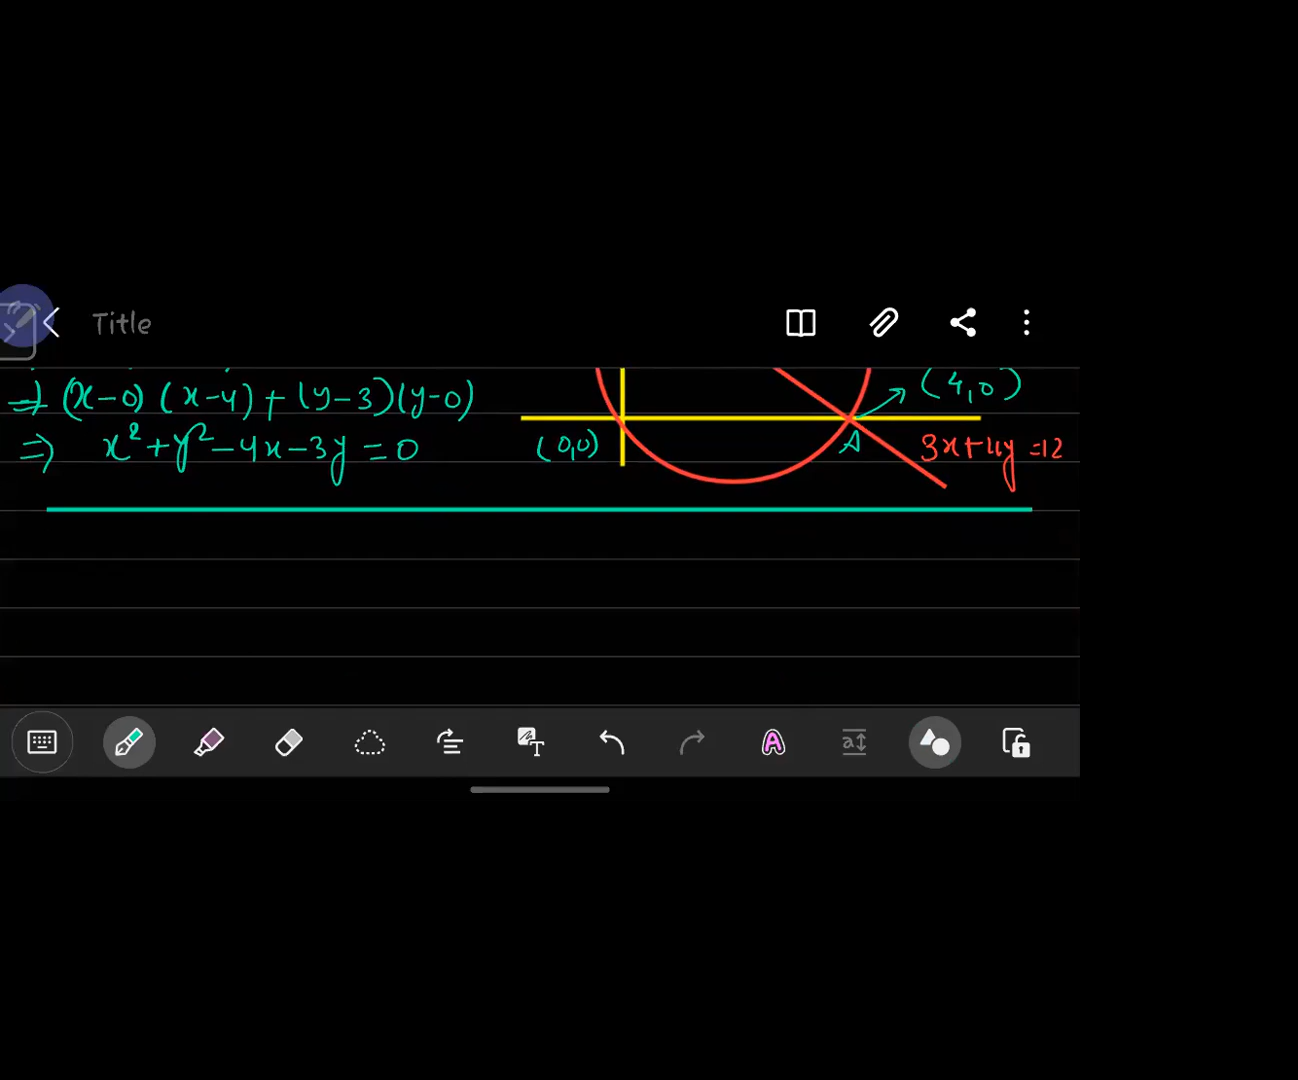 Title
⇒ (x-0)(x-4)+(y-3)(y-0)
(4,0)
⇒ x²+y²-4x-3y=0
(0,0)
A
3x+4y=12